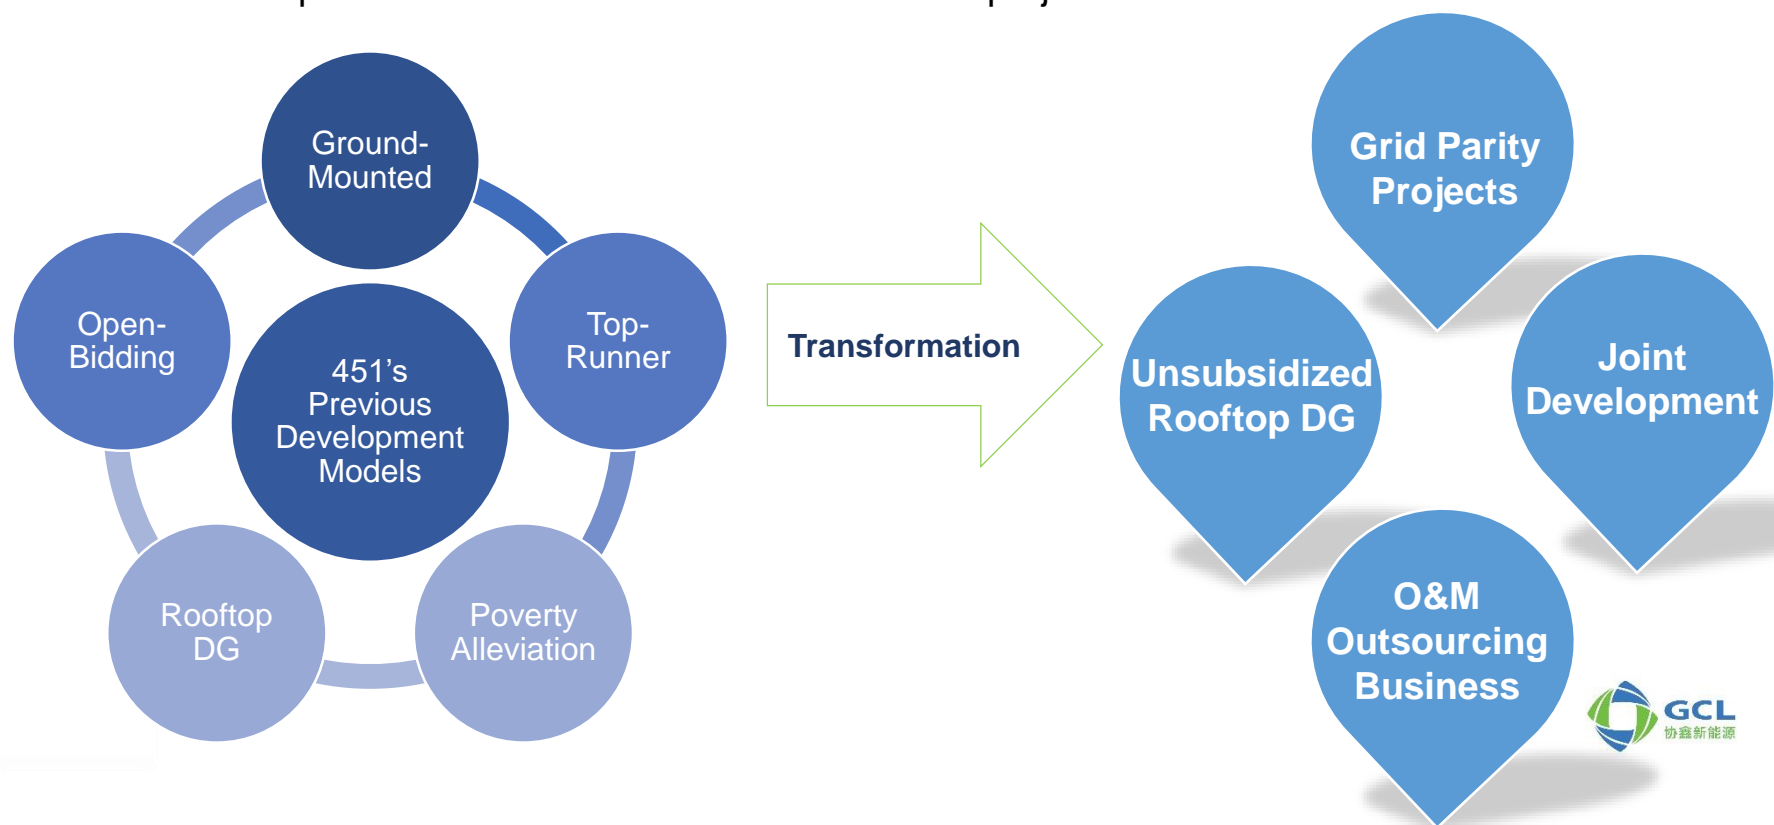 Ground-
Mounted
Open-
Bidding
Top-
Runner
451’s
Previous
Development
Models
Rooftop
DG
Poverty
Alleviation
Transformation
Grid Parity
Projects
Unsubsidized
Rooftop DG
Joint
Development
O&M
Outsourcing
Business
GCL
协鑫新能源